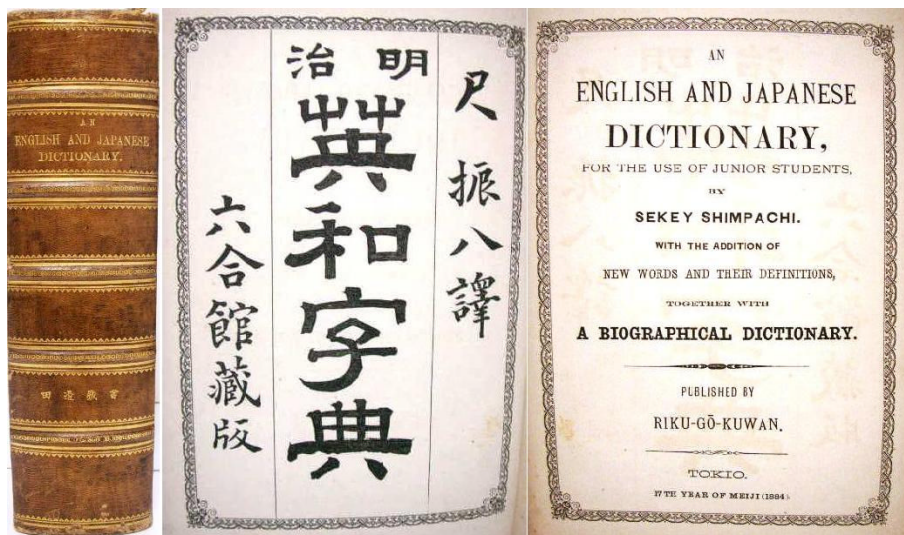 AN
ENGLISH AND JAPANESE
DICTIONARY.
田邉
明治
尺振八譯
英和字典
六合館藏版
AN
ENGLISH AND JAPANESE
DICTIONARY,
FOR THE USE OF JUNIOR STUDENTS,
BY
SEKEY SHIMPACHI.
WITH THE ADDITION OF
NEW WORDS AND THEIR DEFINITIONS,
TOGETHER WITH
A BIOGRAPHICAL DICTIONARY.
PUBLISHED BY
RIKU-GŌ-KUWAN.
TOKIO.
17TH YEAR OF MEIJI (1884).